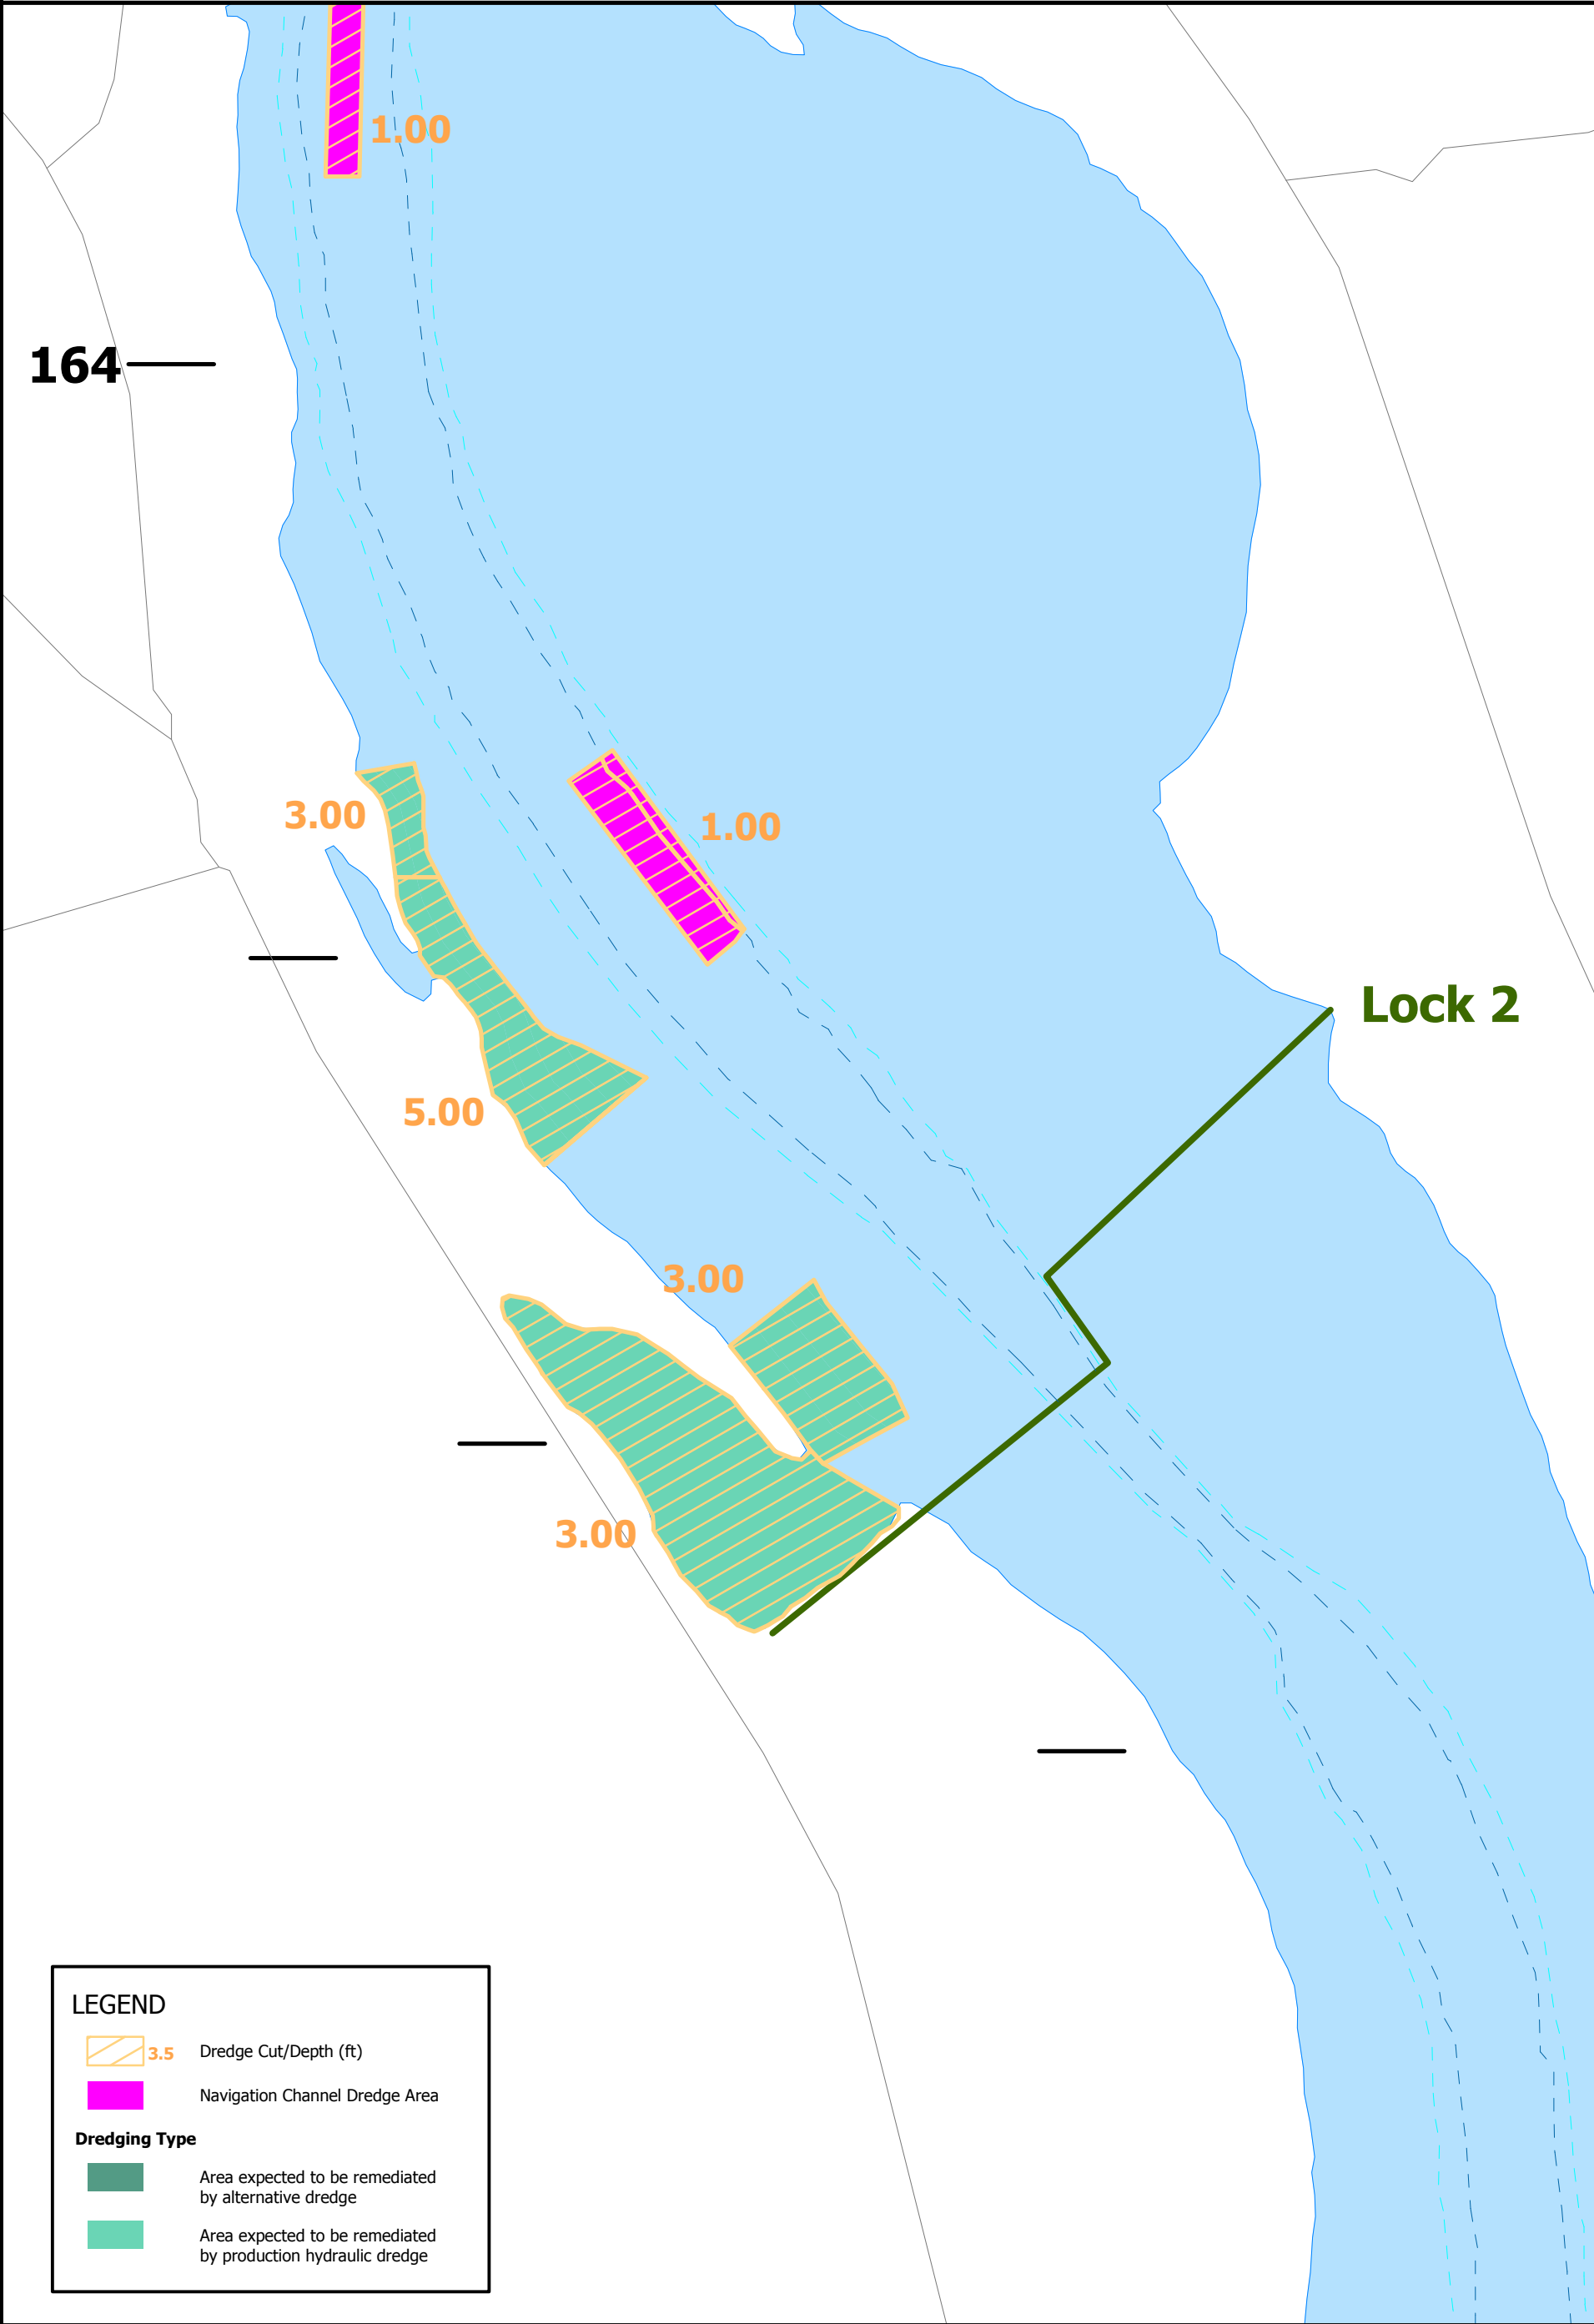 1.00
164
3.00
1.00
Lock 2
5.00
3.00
3.00
LEGEND
3.5 Dredge Cut/Depth (ft)
Navigation Channel Dredge Area
Dredging Type
Area expected to be remediated
by alternative dredge
Area expected to be remediated
by production hydraulic dredge